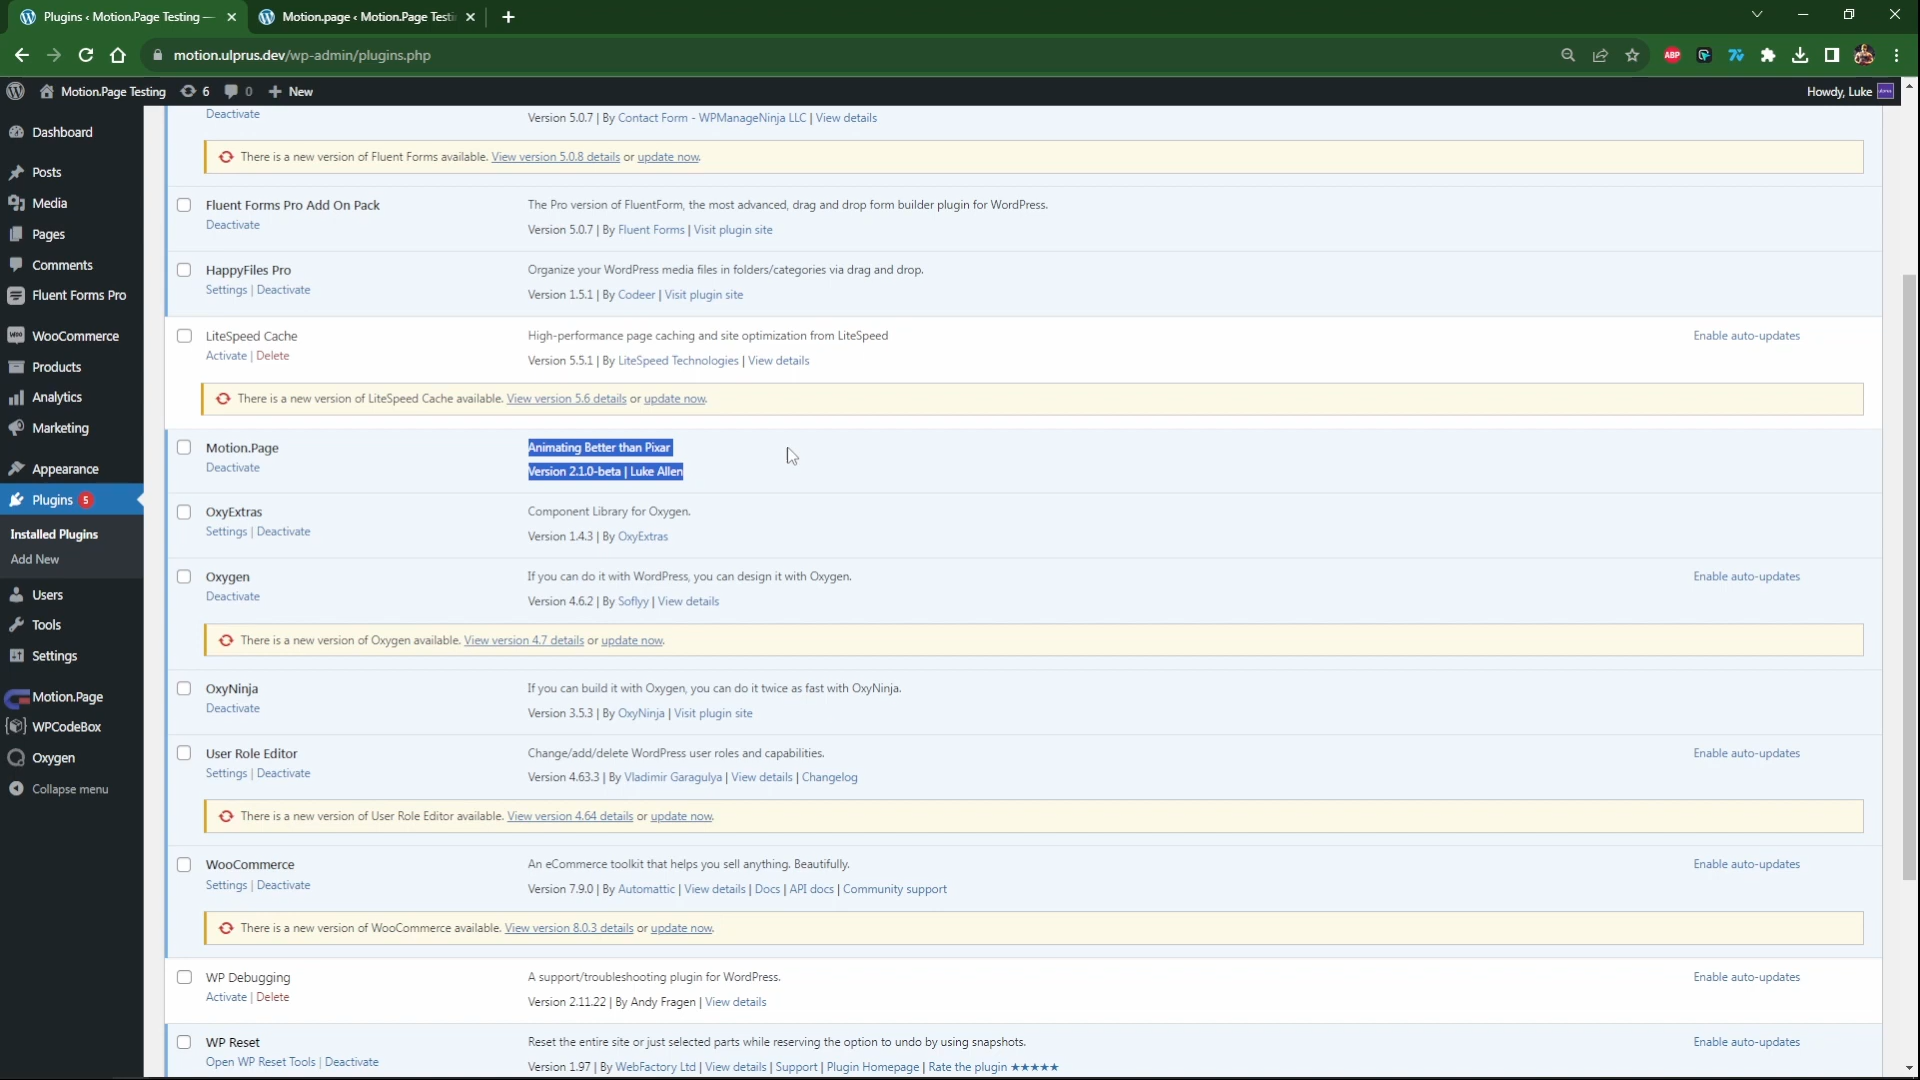 Plugins ‹ Motion.Page Testing —
Motion.page ‹ Motion.Page Testi
motion.ulprus.dev/wp-admin/plugins.php
ABP
Motion.Page Testing
6
0
New
Howdy, Luke
Dashboard
Posts
Media
Pages
Comments
Fluent Forms Pro
WooCommerce
Products
Analytics
Marketing
Appearance
Plugins 5
Installed Plugins
Add New
Users
Tools
Settings
Motion.Page
WPCodeBox
Oxygen
Collapse menu
Deactivate
Version 5.0.7 | By Contact Form - WPManageNinja LLC | View details
There is a new version of Fluent Forms available. View version 5.0.8 details or update now.
Fluent Forms Pro Add On Pack
The Pro version of FluentForm, the most advanced, drag and drop form builder plugin for WordPress.
Deactivate
Version 5.0.7 | By Fluent Forms | Visit plugin site
HappyFiles Pro
Organize your WordPress media files in folders/categories via drag and drop.
Settings | Deactivate
Version 1.5.1 | By Codeer | Visit plugin site
LiteSpeed Cache
High-performance page caching and site optimization from LiteSpeed
Enable auto-updates
Activate | Delete
Version 5.5.1 | By LiteSpeed Technologies | View details
There is a new version of LiteSpeed Cache available. View version 5.6 details or update now.
Motion.Page
Animating Better than Pixar
Deactivate
Version 2.1.0-beta | Luke Allen
OxyExtras
Component Library for Oxygen.
Settings | Deactivate
Version 1.4.3 | By OxyExtras
Oxygen
If you can do it with WordPress, you can design it with Oxygen.
Enable auto-updates
Deactivate
Version 4.6.2 | By Soflyy | View details
There is a new version of Oxygen available. View version 4.7 details or update now.
OxyNinja
If you can build it with Oxygen, you can do it twice as fast with OxyNinja.
Deactivate
Version 3.5.3 | By OxyNinja | Visit plugin site
User Role Editor
Change/add/delete WordPress user roles and capabilities.
Enable auto-updates
Settings | Deactivate
Version 4.63.3 | By Vladimir Garagulya | View details | Changelog
There is a new version of User Role Editor available. View version 4.64 details or update now.
WooCommerce
An eCommerce toolkit that helps you sell anything. Beautifully.
Enable auto-updates
Settings | Deactivate
Version 7.9.0 | By Automattic | View details | Docs | API docs | Community support
There is a new version of WooCommerce available. View version 8.0.3 details or update now.
WP Debugging
A support/troubleshooting plugin for WordPress.
Enable auto-updates
Activate | Delete
Version 2.11.22 | By Andy Fragen | View details
WP Reset
Reset the entire site or just selected parts while reserving the option to undo by using snapshots.
Enable auto-updates
Open WP Reset Tools | Deactivate
Version 1.97 | By WebFactory Ltd | View details | Support | Plugin Homepage | Rate the plugin ★★★★★